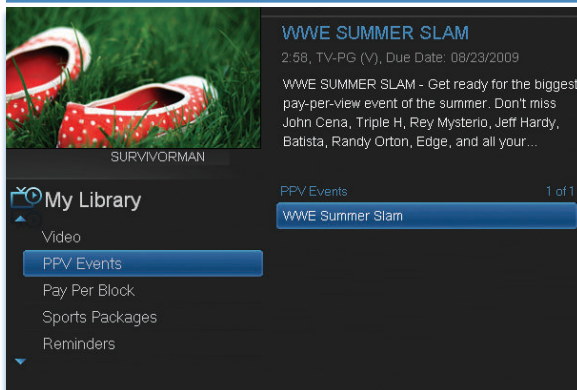 WWE SUMMER SLAM
2:58, TV-PG (V), Due Date: 08/23/2009
WWE SUMMER SLAM - Get ready for the biggest
pay-per-view event of the summer. Don't miss
John Cena, Triple H, Rey Mysterio, Jeff Hardy,
Batista, Randy Orton, Edge, and all your...
SURVIVORMAN
My Library
Video
PPV Events
Pay Per Block
Sports Packages
Reminders
PPV Events 1 of 1
WWE Summer Slam